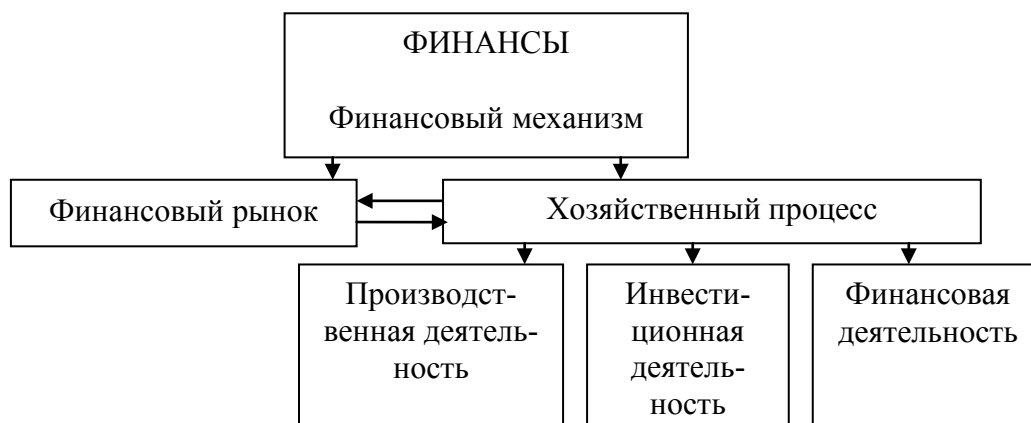 ФИНАНСЫ
Финансовый механизм
Финансовый рынок
Хозяйственный процесс
Производст-
венная деятель-
ность
Инвести-
ционная
деятель-
ность
Финансовая
деятельность